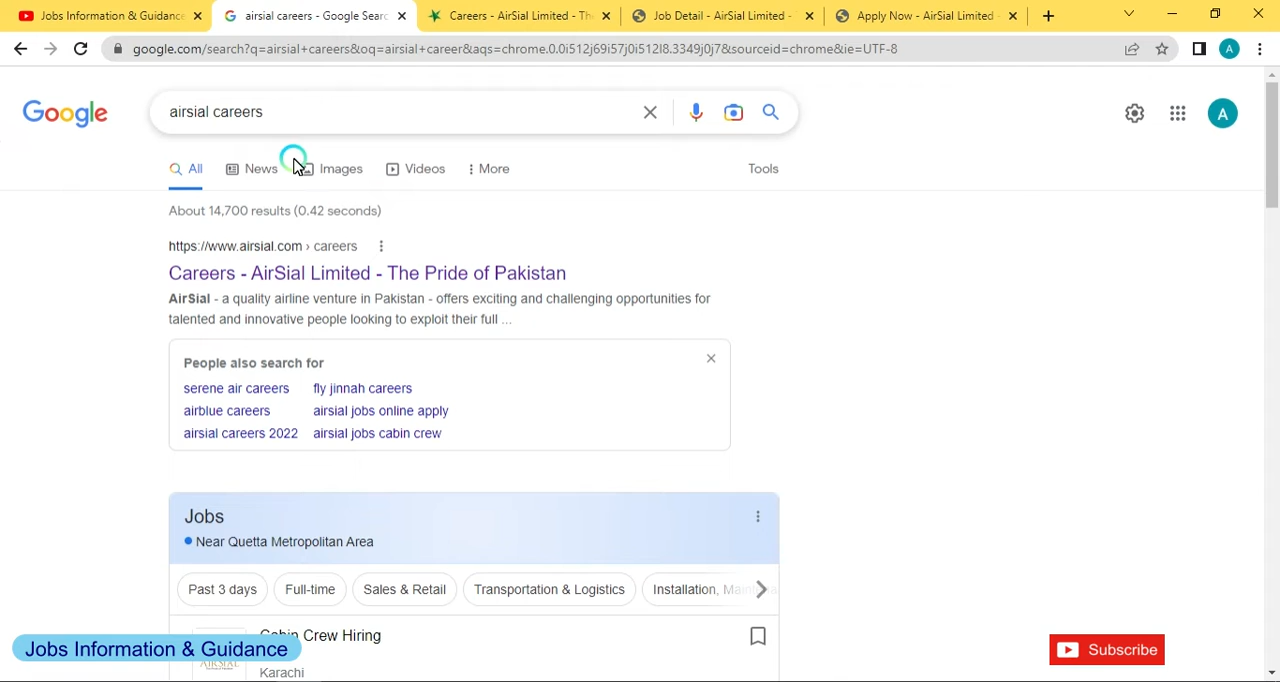 Jobs Information & Guidance
airsial careers - Google Searc
Careers - AirSial Limited - The
Job Detail - AirSial Limited -
Apply Now - AirSial Limited
google.com/search?q=airsial+careers&oq=airsial+career&aqs=chrome.0.0i512j69i57j0i512l8.3349j0j7&sourceid=chrome&ie=UTF-8
A
Google
airsial careers
A
All
News
Images
Videos
More
Tools
About 14,700 results (0.42 seconds)
https://www.airsial.com › careers
Careers - AirSial Limited - The Pride of Pakistan
AirSial - a quality airline venture in Pakistan - offers exciting and challenging opportunities for
talented and innovative people looking to exploit their full ...
People also search for
serene air careers fly jinnah careers
airblue careers airsial jobs online apply
airsial careers 2022 airsial jobs cabin crew
Jobs
Near Quetta Metropolitan Area
Past 3 days
Full-time
Sales & Retail
Transportation & Logistics
Installation,
Cabin Crew Hiring
AIRSIAL
Karachi
Jobs Information & Guidance
Subscribe